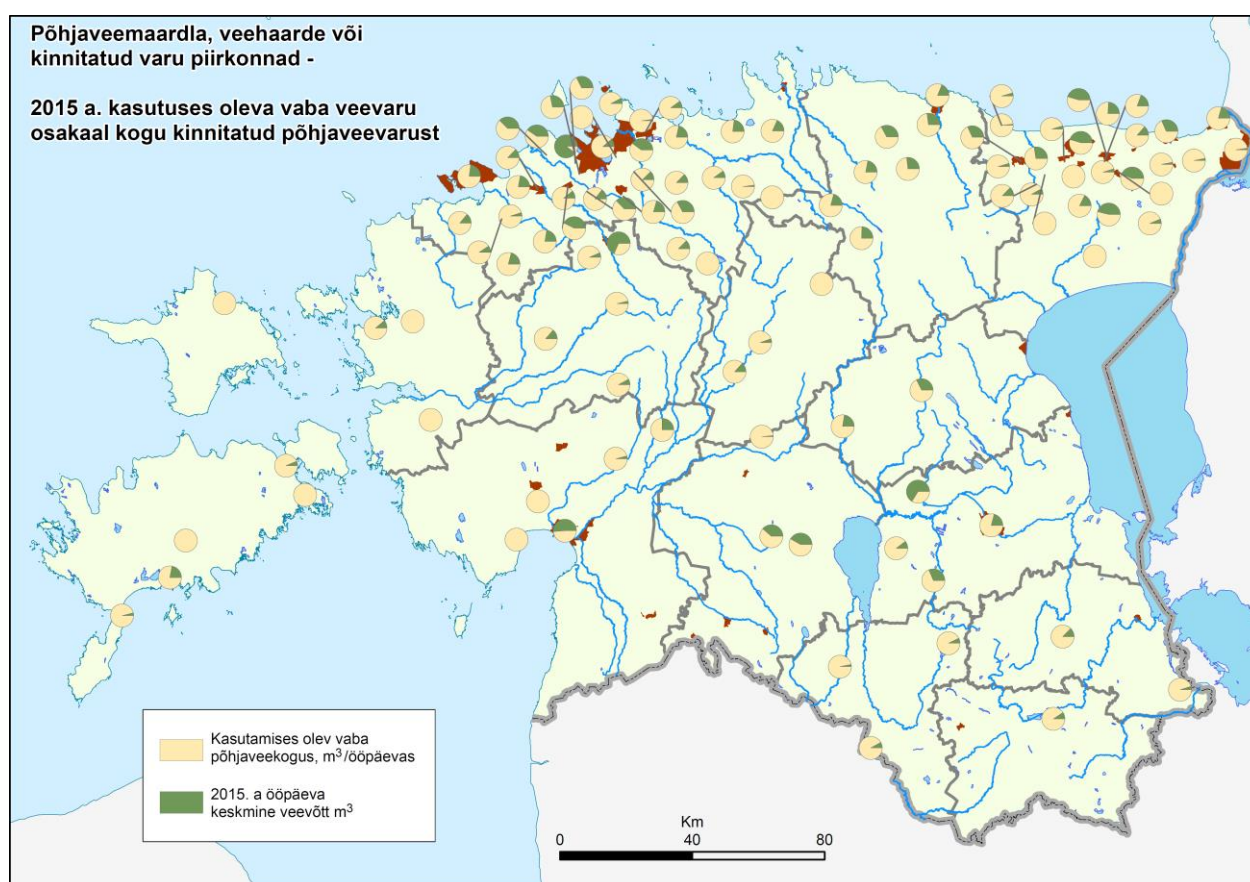 Põhjaveemaardla, veehaarde või
kinnitatud varu piirkonnad -
2015 a. kasutuses oleva vaba veevaru
osakaal kogu kinnitatud põhjaveevarust
Kasutamises olev vaba
põhjaveekogus, m³/ööpäevas
2015. a ööpäeva
keskmine veevõtt m³
Km
0 40 80